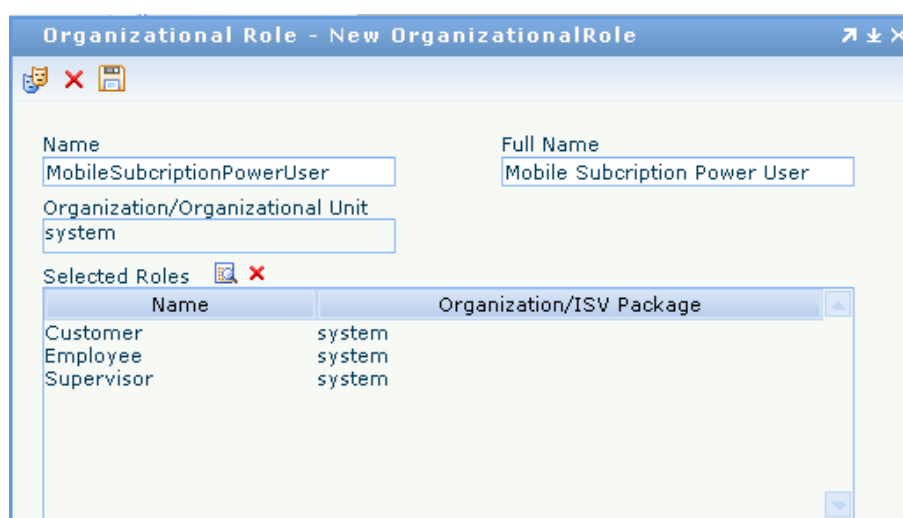 Organizational Role - New OrganizationalRole
Name Full Name
MobileSubcriptionPowerUser Mobile Subcription Power User
Organization/Organizational Unit
system
Selected Roles
Name Organization/ISV Package
Customer system
Employee system
Supervisor system